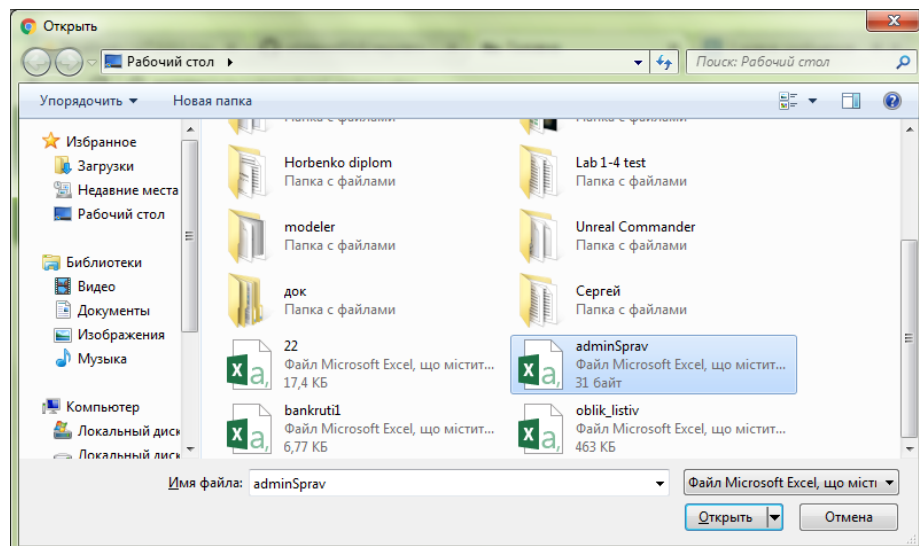 Открыть
Рабочий стол
Поиск: Рабочий стол
Упорядочить
Новая папка
Избранное
Загрузки
Недавние места
Рабочий стол
Библиотеки
Видео
Документы
Изображения
Музыка
Компьютер
Локальный диск
Локальный диск
Папка с файлами
Папка с файлами
Horbenko diplom
Папка с файлами
Lab 1-4 test
Папка с файлами
modeler
Папка с файлами
Unreal Commander
Папка с файлами
док
Папка с файлами
Сергей
Папка с файлами
22
Файл Microsoft Excel, що містит...
17,4 КБ
adminSprav
Файл Microsoft Excel, що містит...
31 байт
bankruti1
Файл Microsoft Excel, що містит...
6,77 КБ
oblik_listiv
Файл Microsoft Excel, що містит...
463 КБ
Имя файла: adminSprav
Файл Microsoft Excel, що місті
Открыть
Отмена